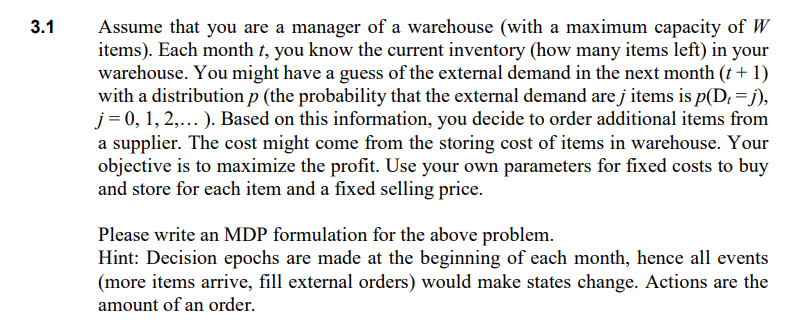 3.1 Assume that you are a manager of a warehouse (with a maximum capacity of W
items). Each month t, you know the current inventory (how many items left) in your
warehouse. You might have a guess of the external demand in the next month (t + 1)
with a distribution p (the probability that the external demand are j items is p(Dₜ = j),
j = 0, 1, 2,… ). Based on this information, you decide to order additional items from
a supplier. The cost might come from the storing cost of items in warehouse. Your
objective is to maximize the profit. Use your own parameters for fixed costs to buy
and store for each item and a fixed selling price.
Please write an MDP formulation for the above problem.
Hint: Decision epochs are made at the beginning of each month, hence all events
(more items arrive, fill external orders) would make states change. Actions are the
amount of an order.